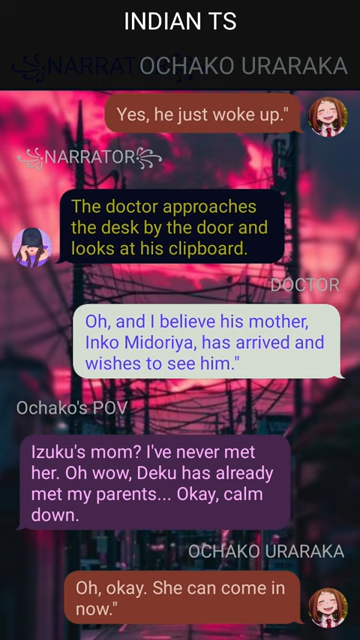 INDIAN TS
꧁NARRATOCHAKO URARAKA
Yes, he just woke up."
꧁NARRATOR꧂
The doctor approaches
the desk by the door and
looks at his clipboard.
DOCTOR
Oh, and I believe his mother,
Inko Midoriya, has arrived and
wishes to see him."
Ochako's POV
Izuku's mom? I've never met
her. Oh wow, Deku has already
met my parents... Okay, calm
down.
OCHAKO URARAKA
Oh, okay. She can come in
now."